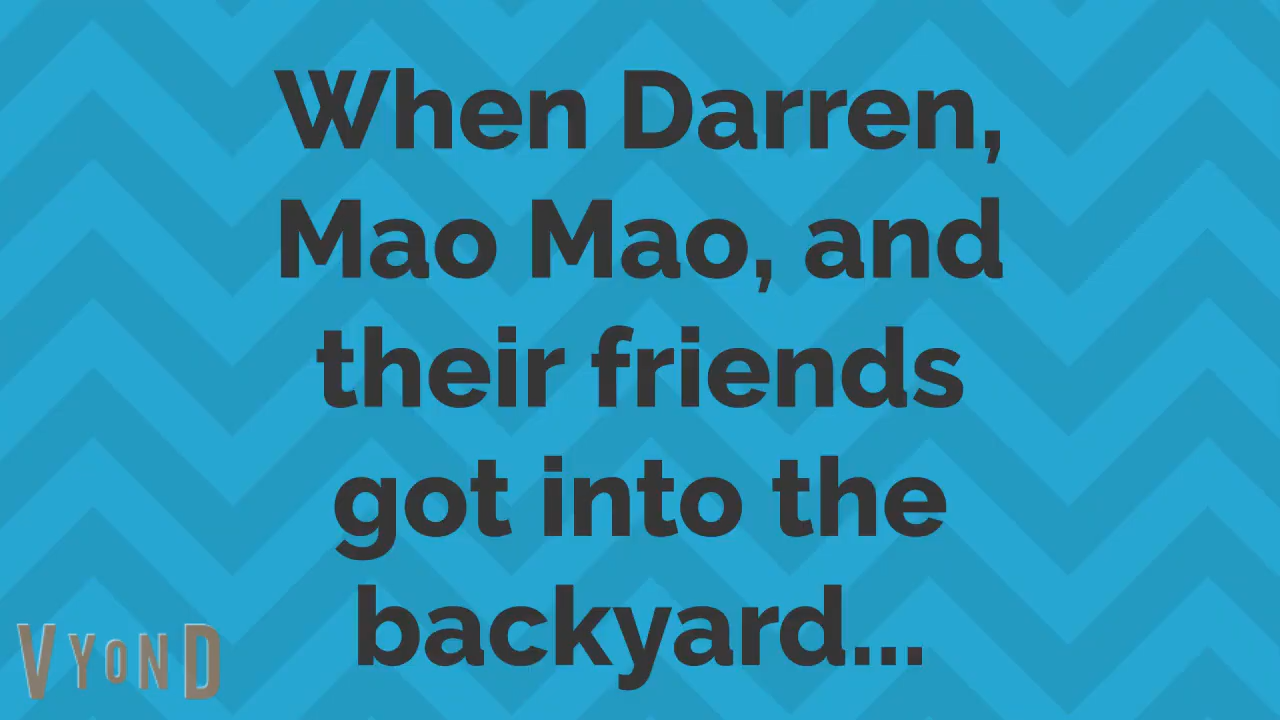 When Darren,
Mao Mao, and
their friends
got into the
backyard...
VYOND